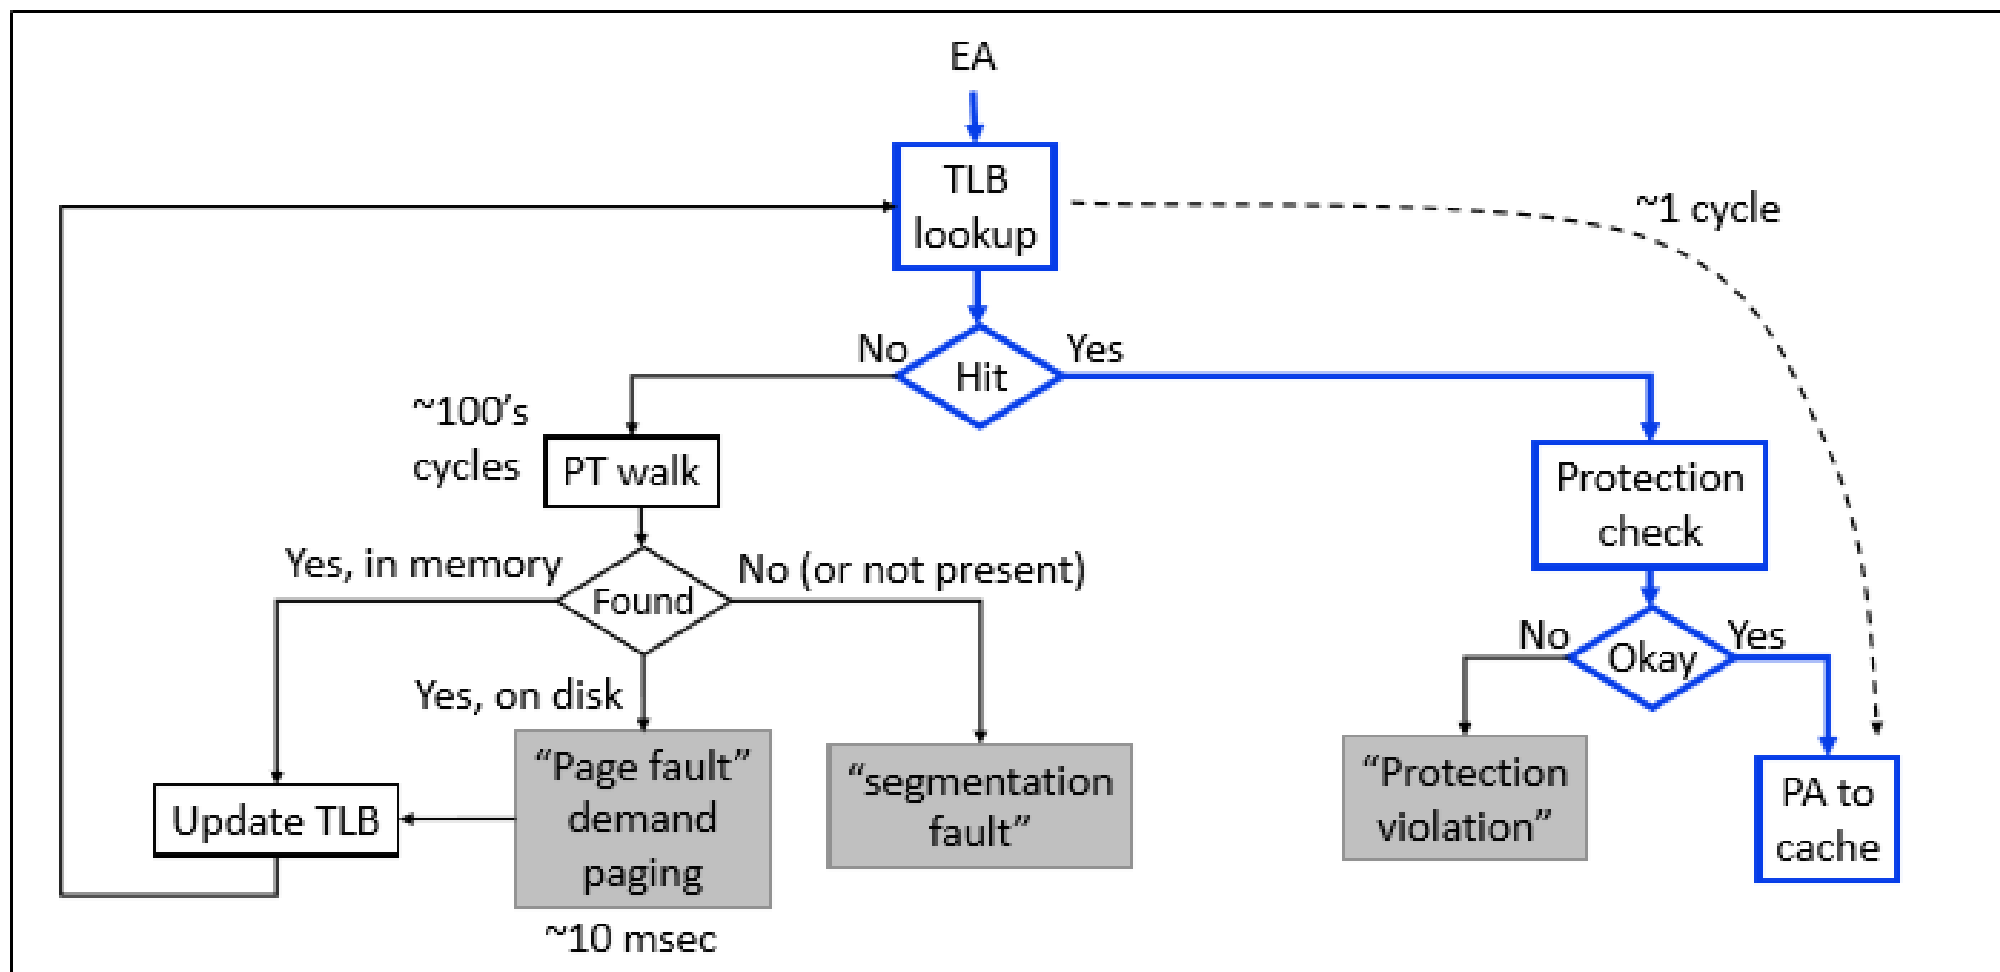 EA
TLB
lookup
~1 cycle
No
Hit
Yes
~100's
cycles
PT walk
Protection
check
Yes, in memory
Found
No (or not present)
No
Okay
Yes
Yes, on disk
“Page fault”
demand
paging
“segmentation
fault”
“Protection
violation”
PA to
cache
Update TLB
~10 msec